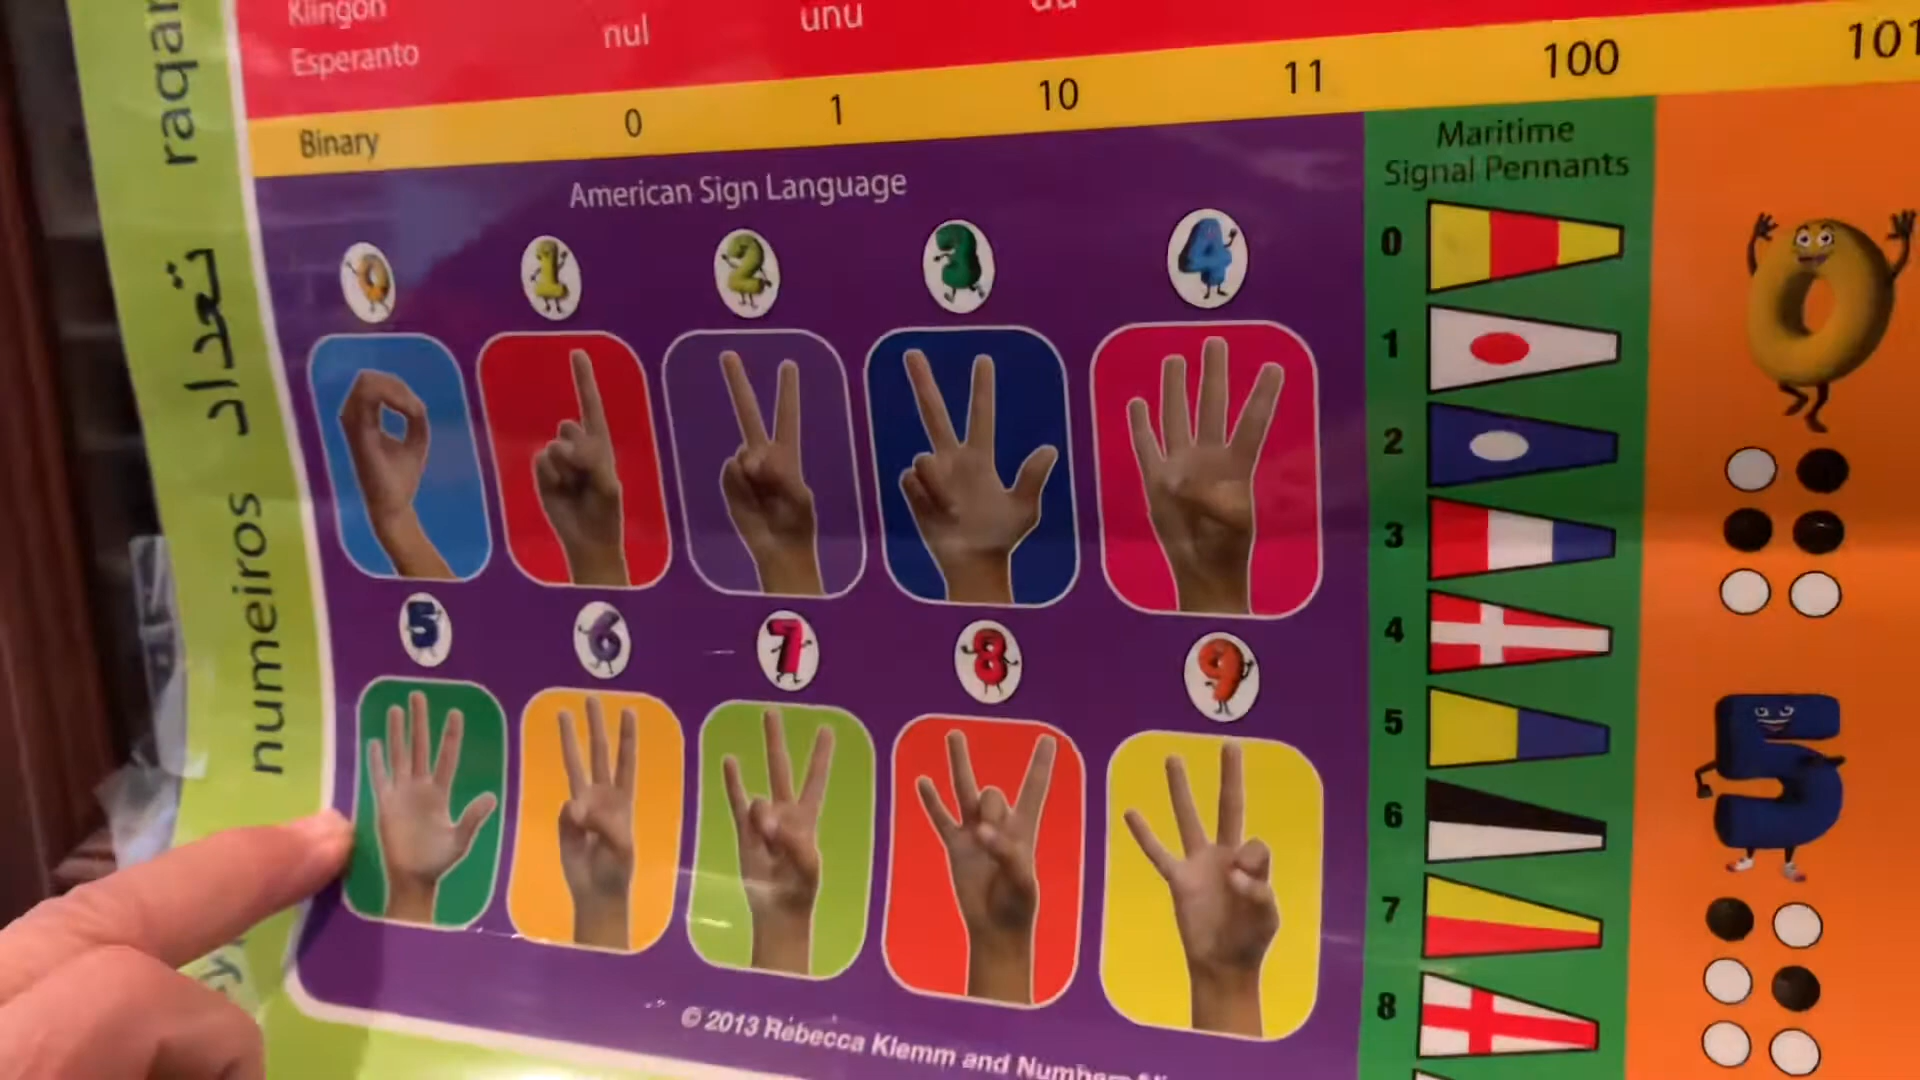 Klingon
Esperanto nul unu du
Binary 0 1 10 11 100 101
raqan
تعداد
numeiros
American Sign Language
0 1 2 3 4
5 6 7 8 9
© 2013 Rebecca Klemm and
Maritime
Signal Pennants
0
1
2
3
4
5
6
7
8
0
5